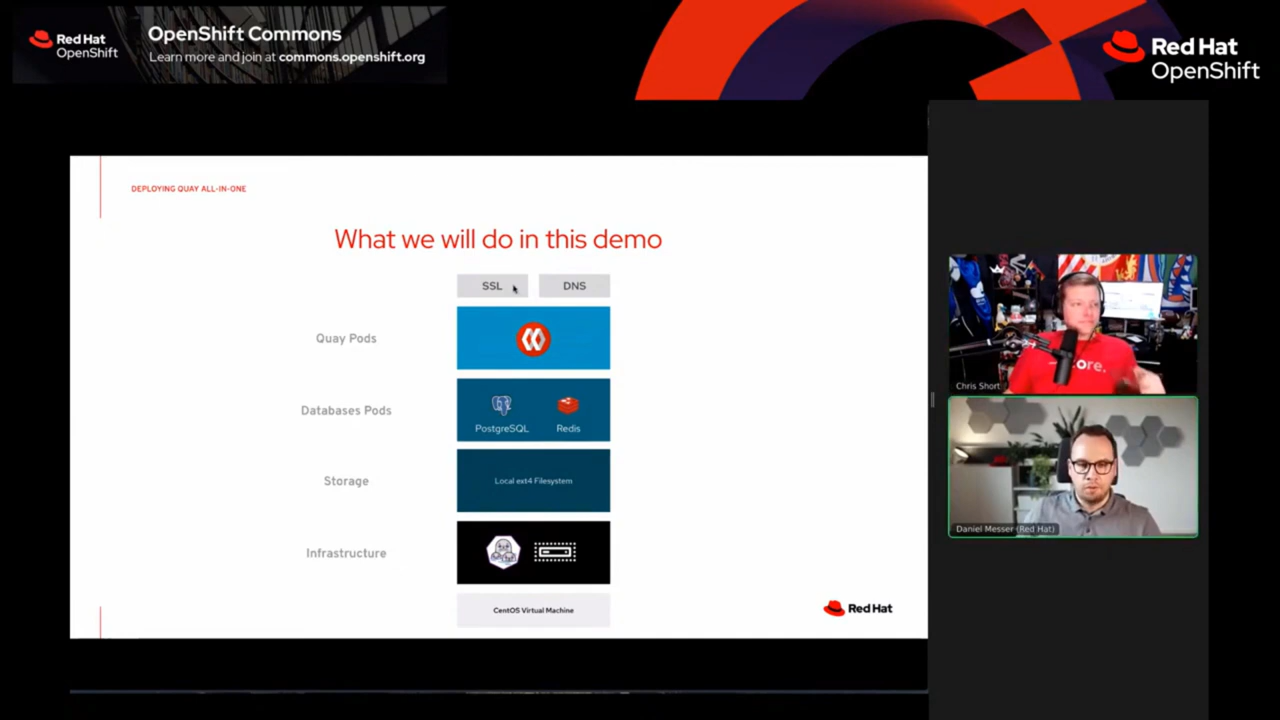 Red Hat
OpenShift
OpenShift Commons
Learn more and join at commons.openshift.org
Red Hat
OpenShift
DEPLOYING QUAY ALL-IN-ONE
What we will do in this demo
SSL
DNS
Quay Pods
Databases Pods
PostgreSQL
Redis
Storage
Local ext4 Filesystem
Infrastructure
CentOS Virtual Machine
Red Hat
Chris Short
Daniel Messer (Red Hat)